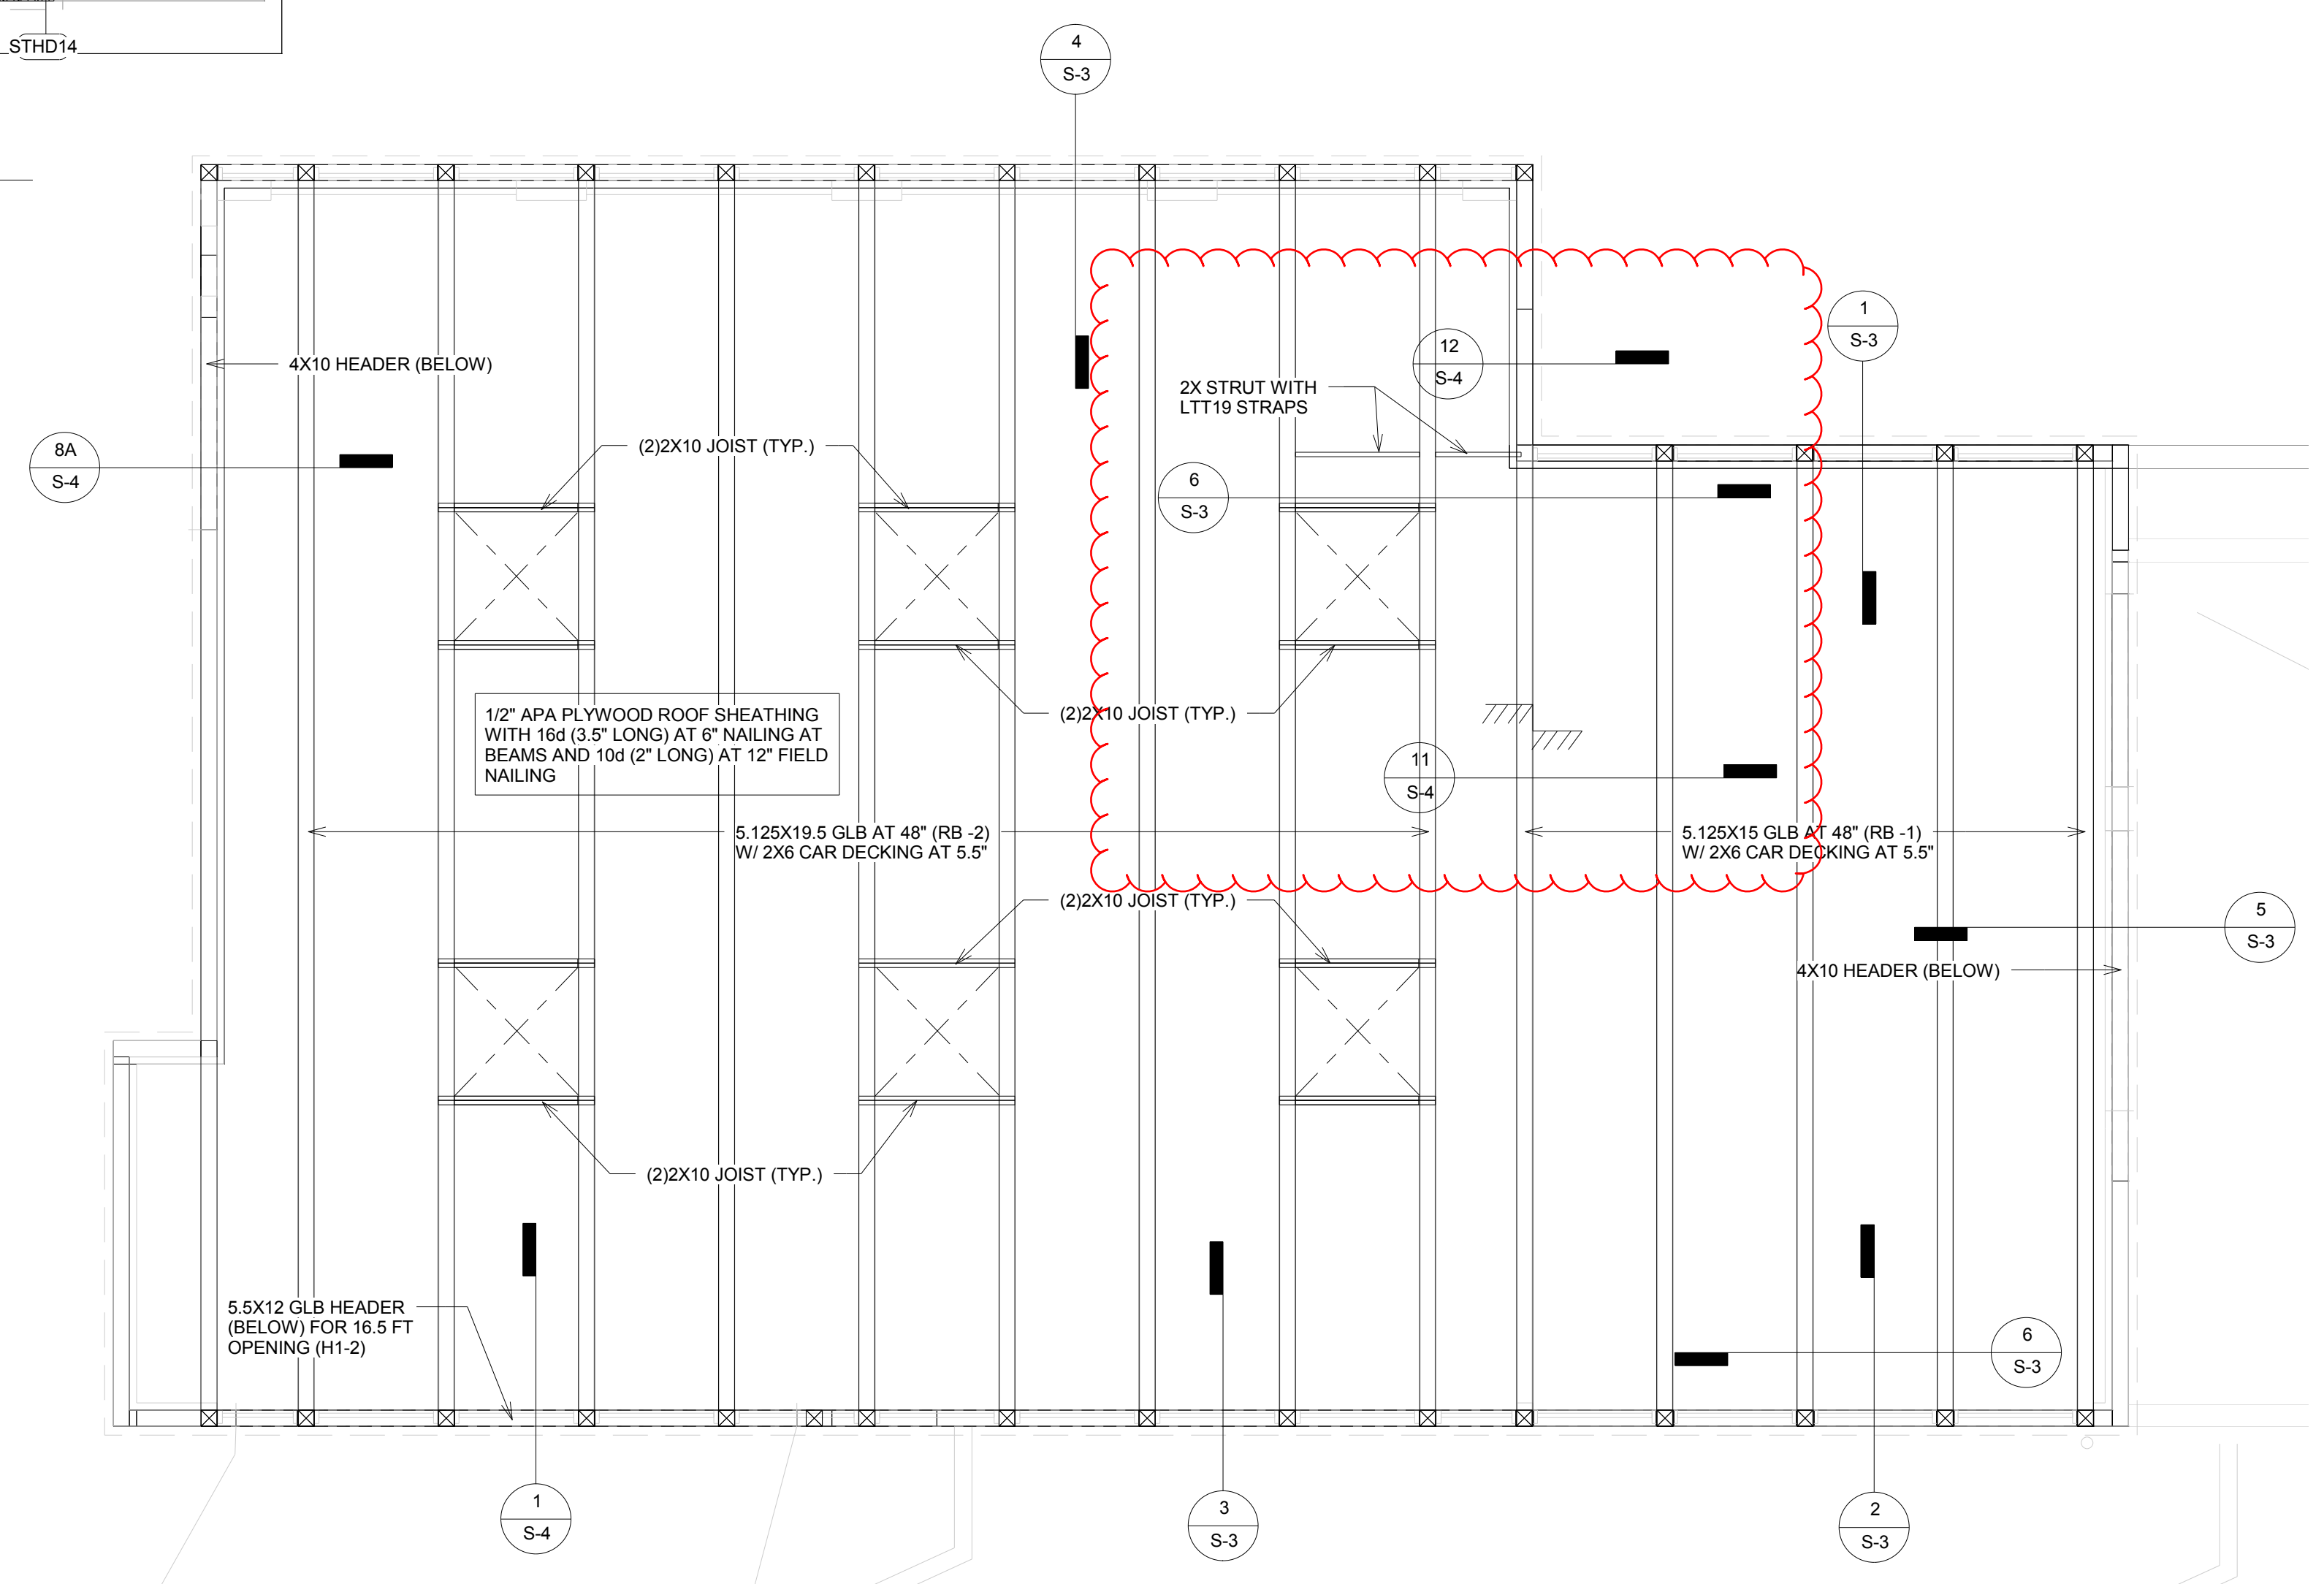 STHD14
4
S-3
1
S-3
12
S-4
4X10 HEADER (BELOW)
2X STRUT WITH
LTT19 STRAPS
8A
S-4
(2)2X10 JOIST (TYP.)
6
S-3
1/2" APA PLYWOOD ROOF SHEATHING
WITH 16d (3.5" LONG) AT 6" NAILING AT
BEAMS AND 10d (2" LONG) AT 12" FIELD
NAILING
(2)2X10 JOIST (TYP.)
11
S-4
5.125X19.5 GLB AT 48" (RB -2)
W/ 2X6 CAR DECKING AT 5.5"
5.125X15 GLB AT 48" (RB -1)
W/ 2X6 CAR DECKING AT 5.5"
(2)2X10 JOIST (TYP.)
5
S-3
4X10 HEADER (BELOW)
(2)2X10 JOIST (TYP.)
5.5X12 GLB HEADER
(BELOW) FOR 16.5 FT
OPENING (H1-2)
6
S-3
1
S-4
3
S-3
2
S-3